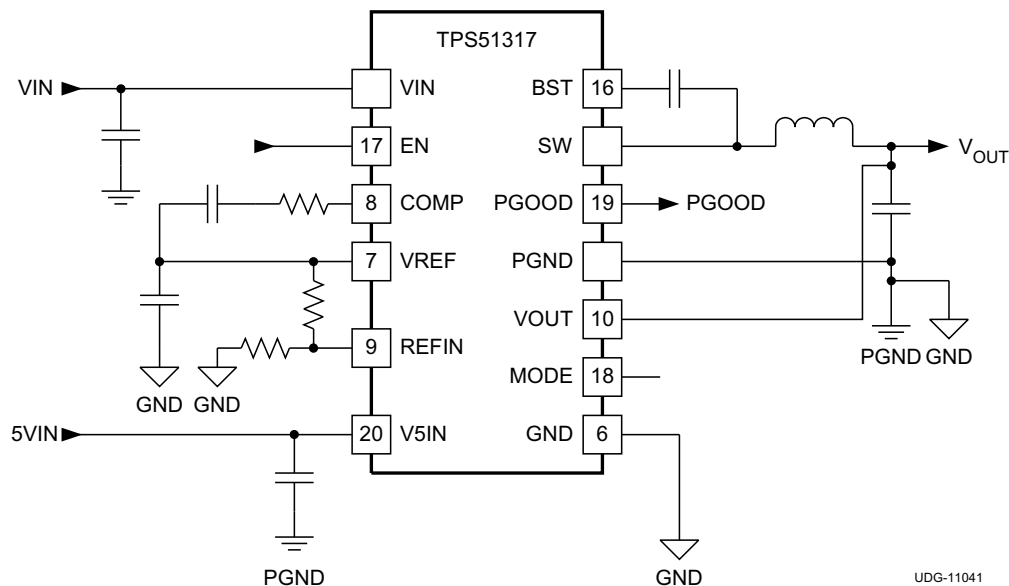 TPS51317
VIN
VIN
BST
16
17
EN
SW
V_OUT
8
COMP
PGOOD
19
PGOOD
7
VREF
PGND
VOUT
10
9
REFIN
PGND
GND
MODE
18
GND
GND
5VIN
20
V5IN
GND
6
PGND
GND
UDG-11041